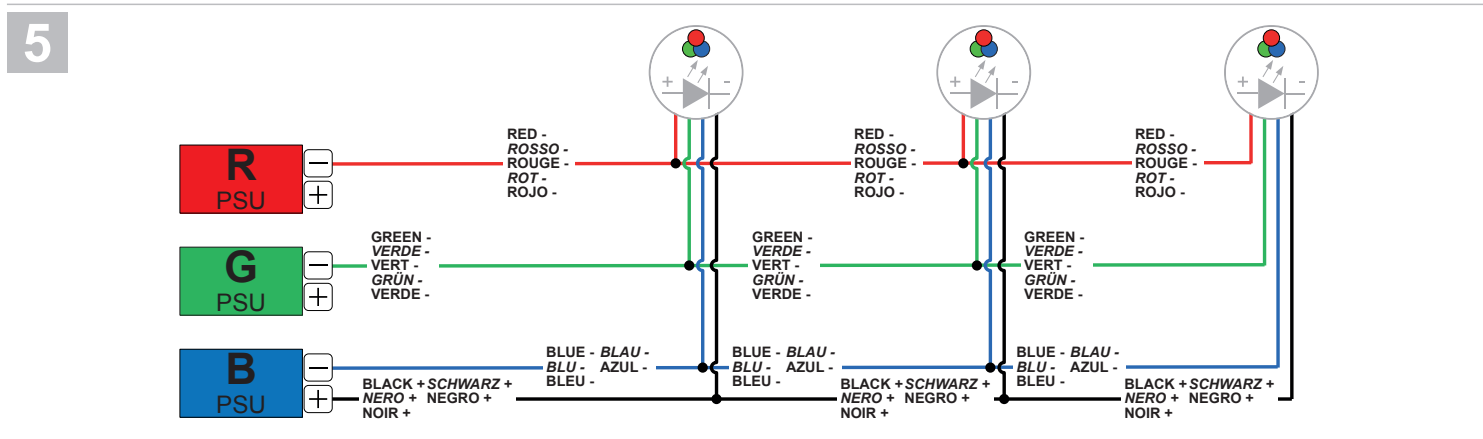 5
+ -
+ -
+ -
R
PSU
−
+
RED -
ROSSO -
ROUGE -
ROT -
ROJO -
RED -
ROSSO -
ROUGE -
ROT -
ROJO -
RED -
ROSSO -
ROUGE -
ROT -
ROJO -
G
PSU
−
+
GREEN -
VERDE -
VERT -
GRÜN -
VERDE -
GREEN -
VERDE -
VERT -
GRÜN -
VERDE -
GREEN -
VERDE -
VERT -
GRÜN -
VERDE -
B
PSU
−
+
BLUE - BLAU -
BLU - AZUL -
BLEU -
BLUE - BLAU -
BLU - AZUL -
BLEU -
BLUE - BLAU -
BLU - AZUL -
BLEU -
BLACK + SCHWARZ +
NERO + NEGRO +
NOIR +
BLACK + SCHWARZ +
NERO + NEGRO +
NOIR +
BLACK + SCHWARZ +
NERO + NEGRO +
NOIR +